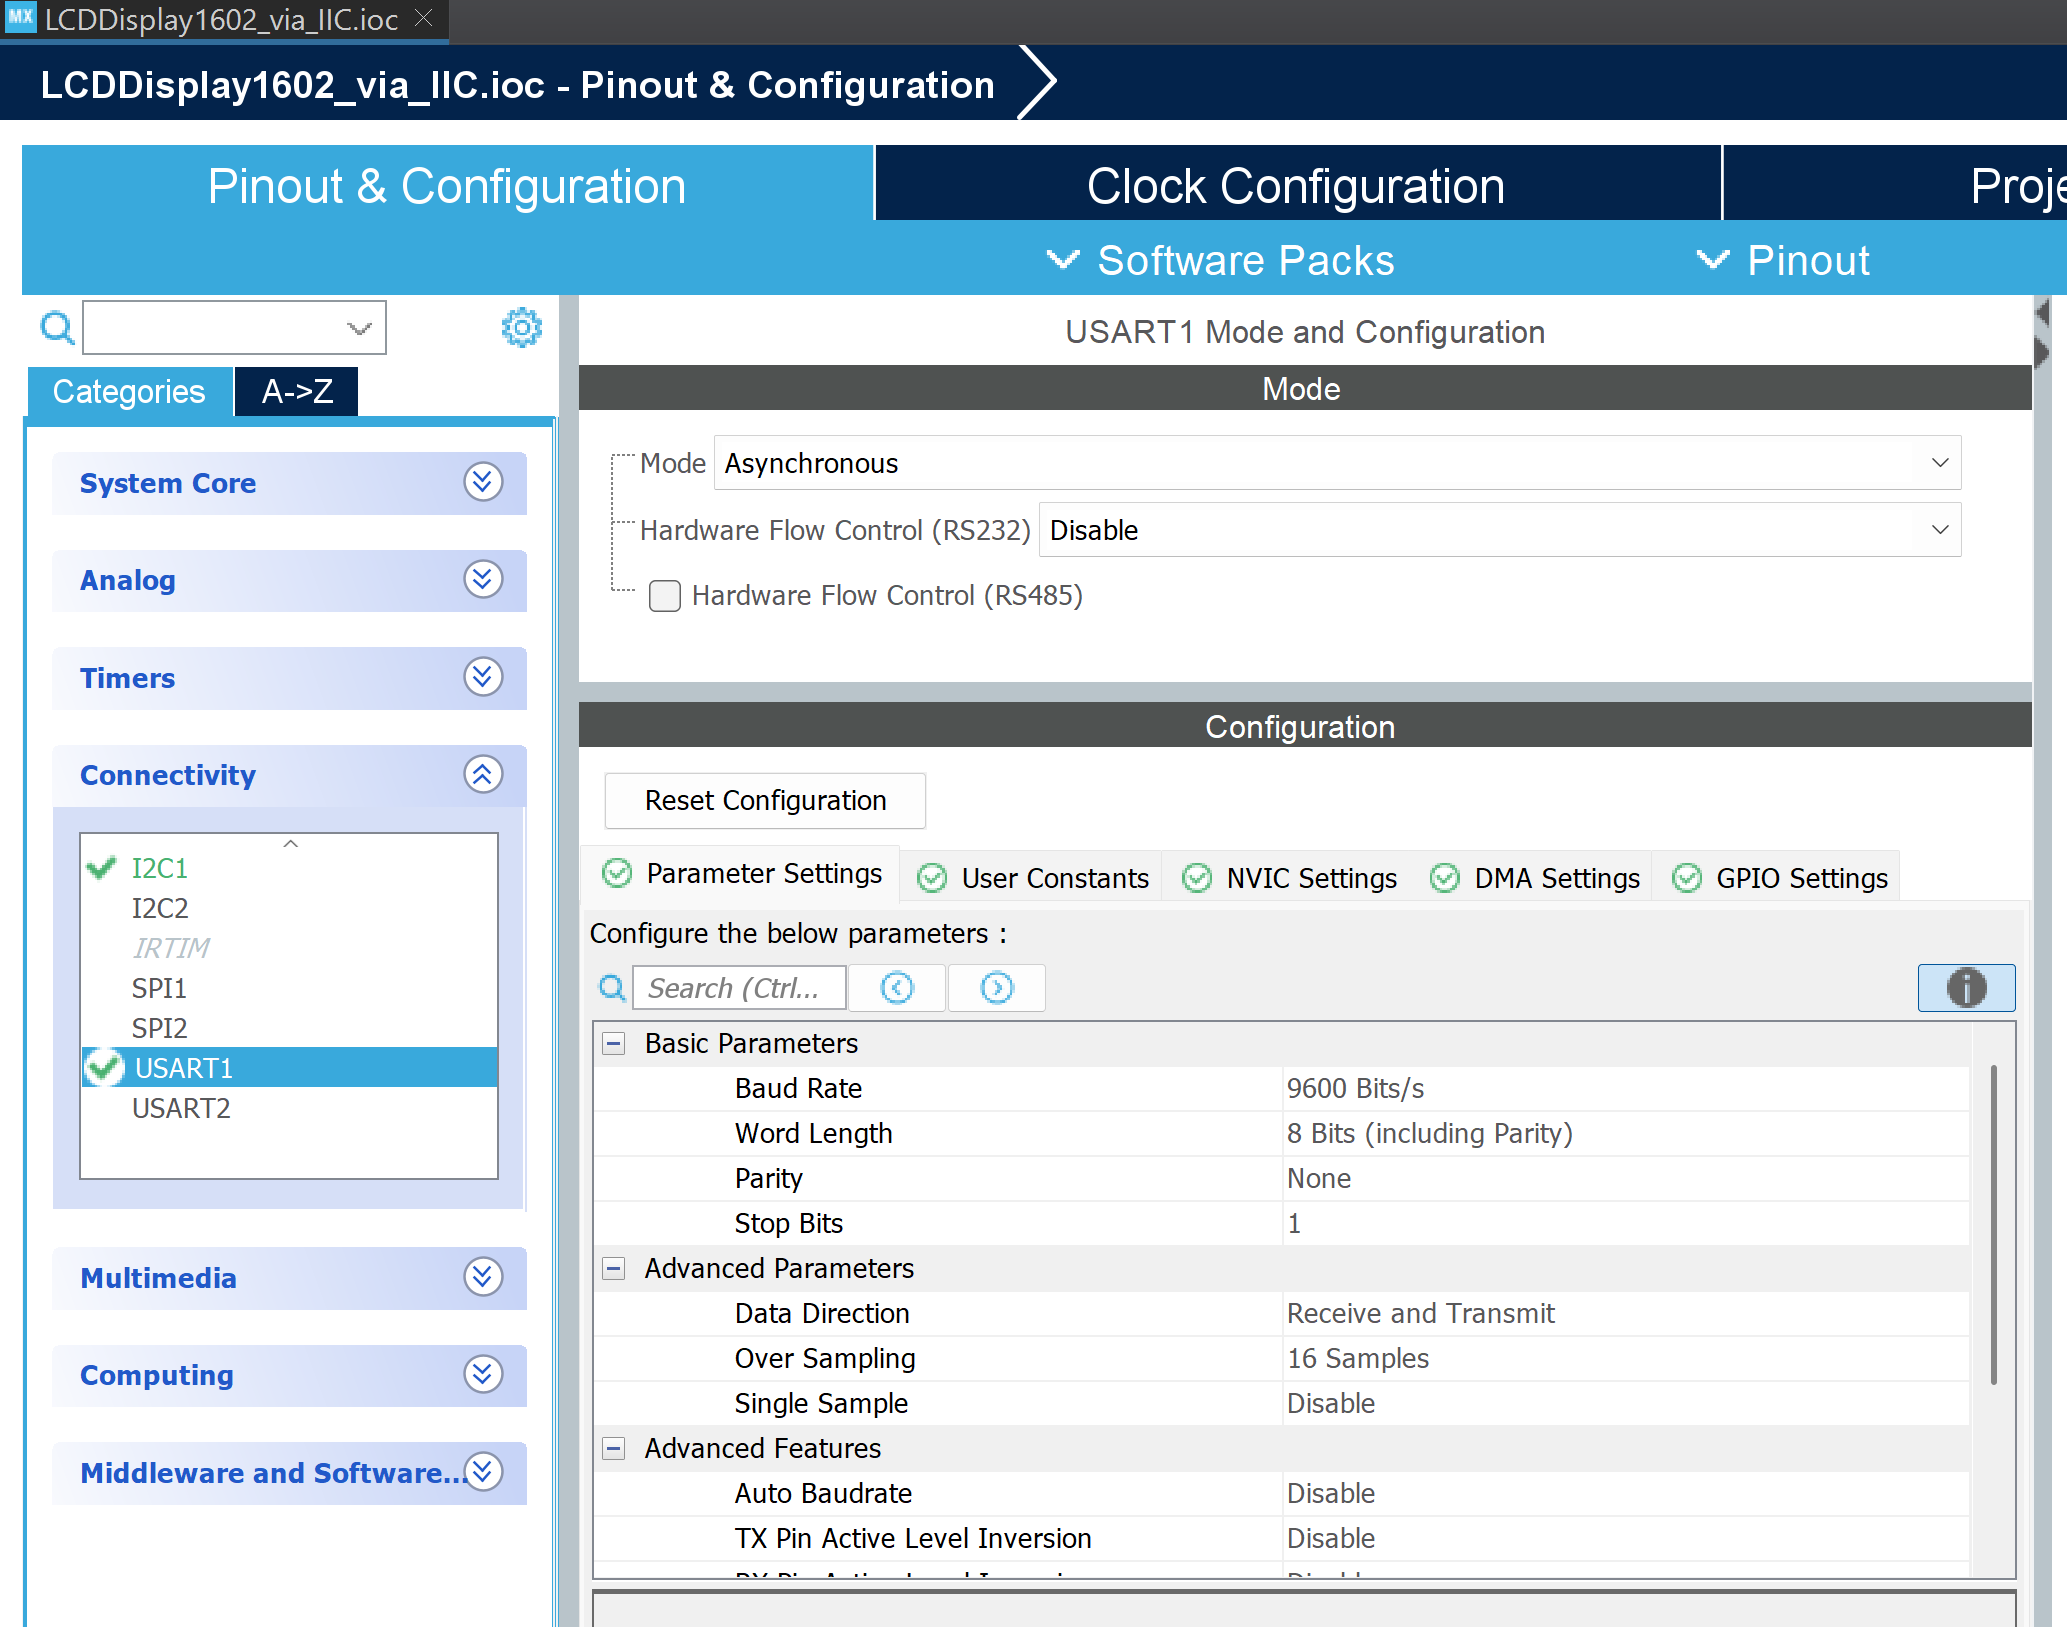 MX LCDDisplay1602_via_IIC.ioc
LCDDisplay1602_via_IIC.ioc - Pinout & Configuration
Pinout & Configuration
Clock Configuration
Proje
Software Packs
Pinout
Categories
A->Z
System Core
Analog
Timers
Connectivity
I2C1
I2C2
IRTIM
SPI1
SPI2
USART1
USART2
Multimedia
Computing
Middleware and Software...
USART1 Mode and Configuration
Mode
Mode Asynchronous
Hardware Flow Control (RS232) Disable
Hardware Flow Control (RS485)
Configuration
Reset Configuration
Parameter Settings
User Constants
NVIC Settings
DMA Settings
GPIO Settings
Configure the below parameters :
Search (Ctrl...
Basic Parameters
Baud Rate 9600 Bits/s
Word Length 8 Bits (including Parity)
Parity None
Stop Bits 1
Advanced Parameters
Data Direction Receive and Transmit
Over Sampling 16 Samples
Single Sample Disable
Advanced Features
Auto Baudrate Disable
TX Pin Active Level Inversion Disable